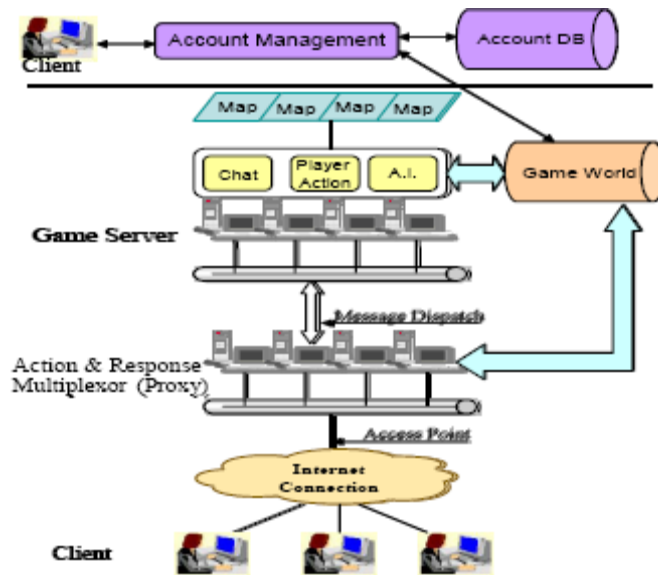 Account Management
Account DB
Client
Map Map Map Map
Chat
Player
Action
A.I.
Game World
Game Server
Message Dispatch
Action & Response
Multiplexor (Proxy)
Access Point
Internet
Connection
Client